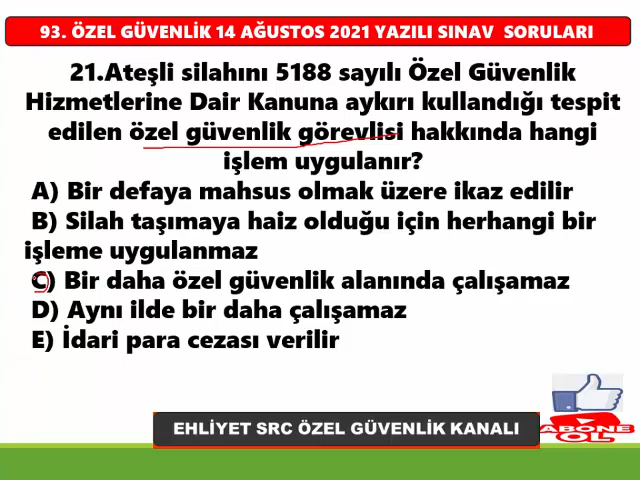 93. ÖZEL GÜVENLİK 14 AĞUSTOS 2021 YAZILI SINAV SORULARI
21.Ateşli silahını 5188 sayılı Özel Güvenlik
Hizmetlerine Dair Kanuna aykırı kullandığı tespit
edilen özel güvenlik görevlisi hakkında hangi
işlem uygulanır?
A) Bir defaya mahsus olmak üzere ikaz edilir
B) Silah taşımaya haiz olduğu için herhangi bir
işleme uygulanmaz
C) Bir daha özel güvenlik alanında çalışamaz
D) Aynı ilde bir daha çalışamaz
E) İdari para cezası verilir
EHLİYET SRC ÖZEL GÜVENLİK KANALI
ABONE
OL